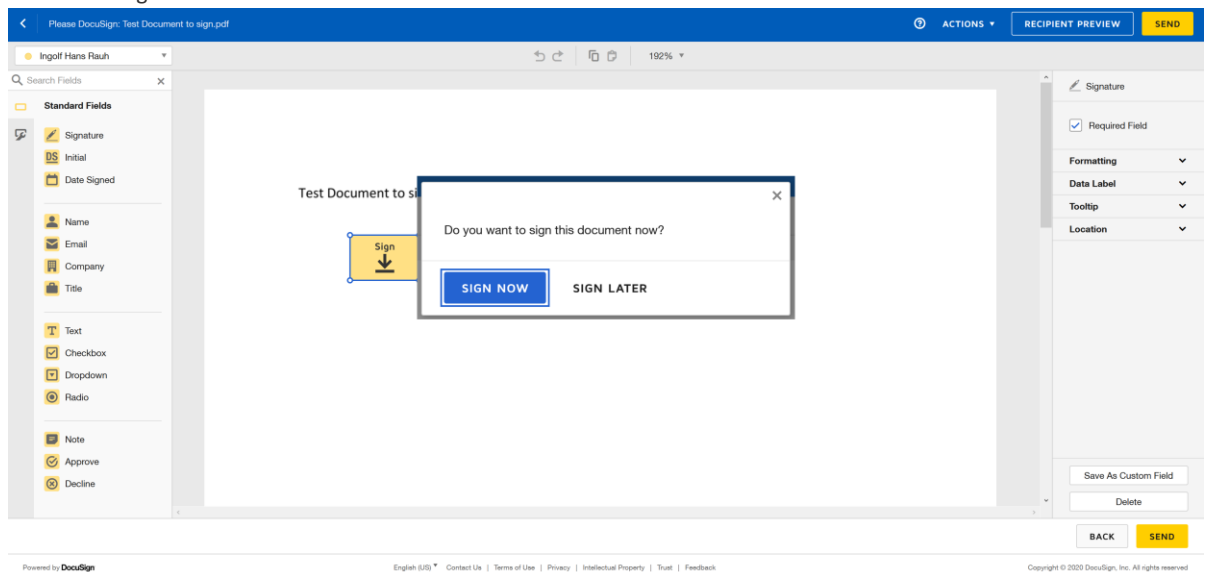 Please DocuSign: Test Document to sign.pdf
ACTIONS
RECIPIENT PREVIEW
SEND
Ingolf Hans Rauh
192%
Search Fields
Standard Fields
Signature
DS Initial
Date Signed
Name
Email
Company
Title
T Text
Checkbox
Dropdown
Radio
Note
Approve
Decline
Test Document to si
Sign
Do you want to sign this document now?
SIGN NOW
SIGN LATER
Signature
Required Field
Formatting
Data Label
Tooltip
Location
Save As Custom Field
Delete
BACK
SEND
Powered by DocuSign
English (US) Contact Us | Terms of Use | Privacy | Intellectual Property | Trust | Feedback
Copyright © 2020 DocuSign, Inc. All rights reserved